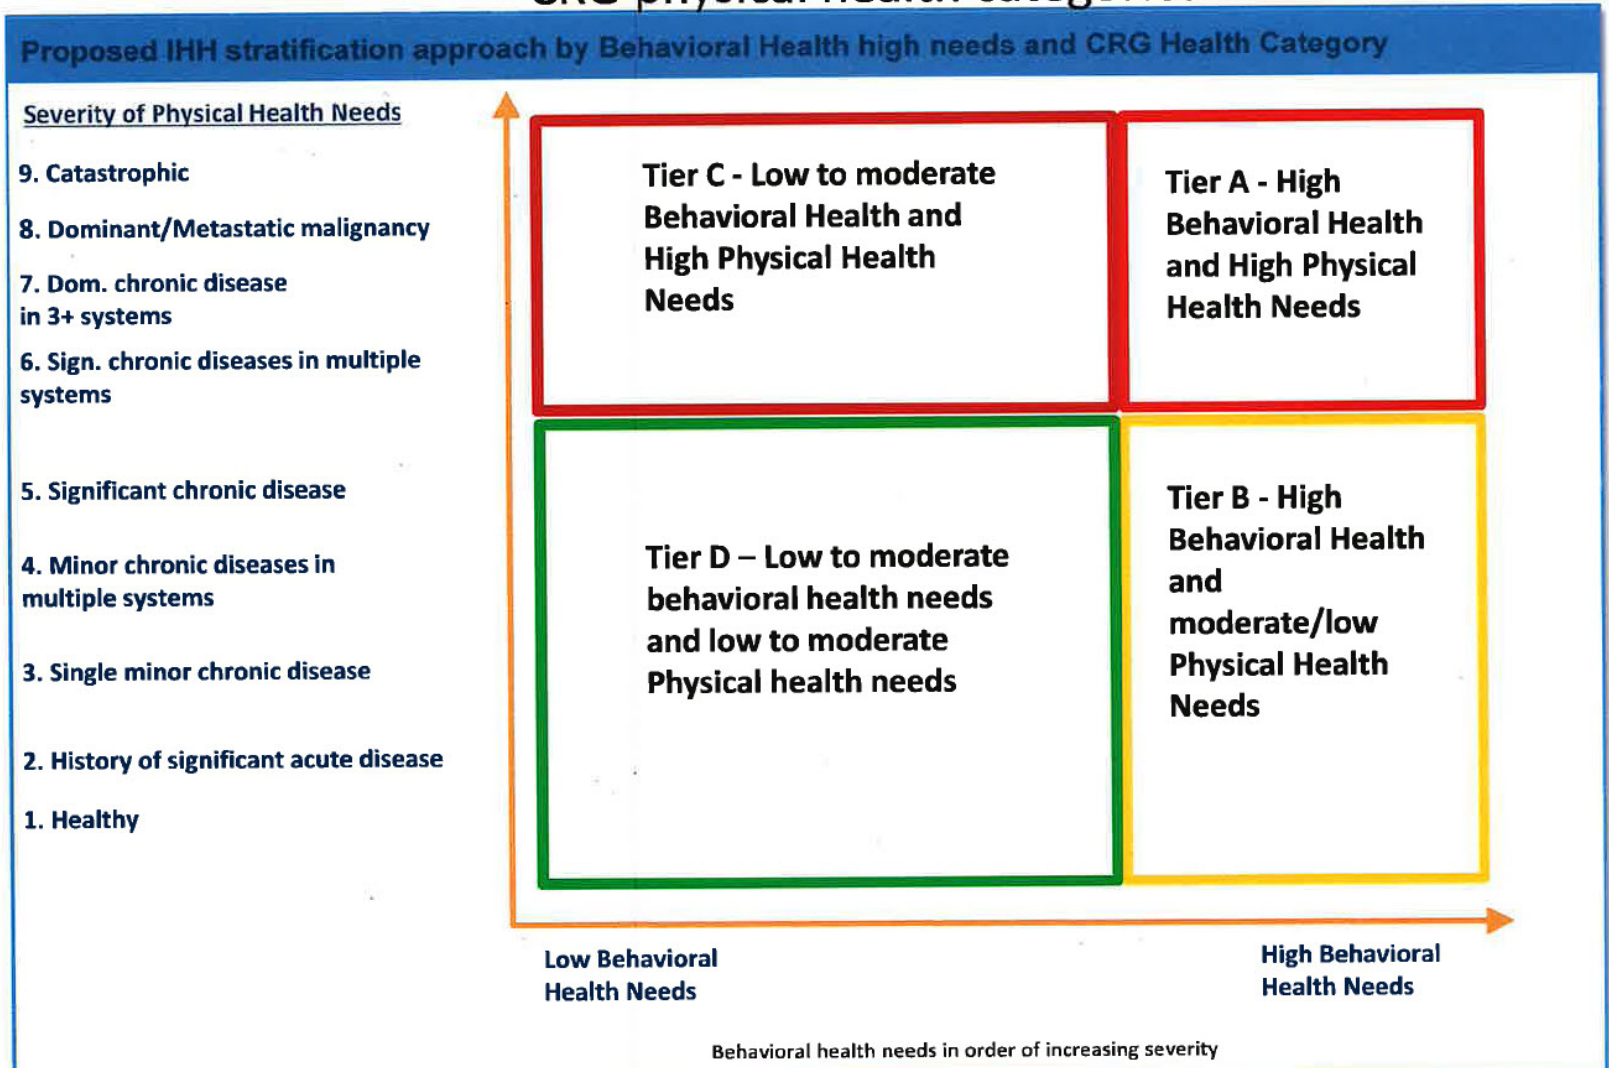 CRG physical health categories
Proposed IHH stratification approach by Behavioral Health high needs and CRG Health Category
Severity of Physical Health Needs
9. Catastrophic
8. Dominant/Metastatic malignancy
7. Dom. chronic disease
in 3+ systems
6. Sign. chronic diseases in multiple
systems
5. Significant chronic disease
4. Minor chronic diseases in
multiple systems
3. Single minor chronic disease
2. History of significant acute disease
1. Healthy
Tier C - Low to moderate
Behavioral Health and
High Physical Health
Needs
Tier A - High
Behavioral Health
and High Physical
Health Needs
Tier D – Low to moderate
behavioral health needs
and low to moderate
Physical health needs
Tier B - High
Behavioral Health
and
moderate/low
Physical Health
Needs
Low Behavioral
Health Needs
High Behavioral
Health Needs
Behavioral health needs in order of increasing severity